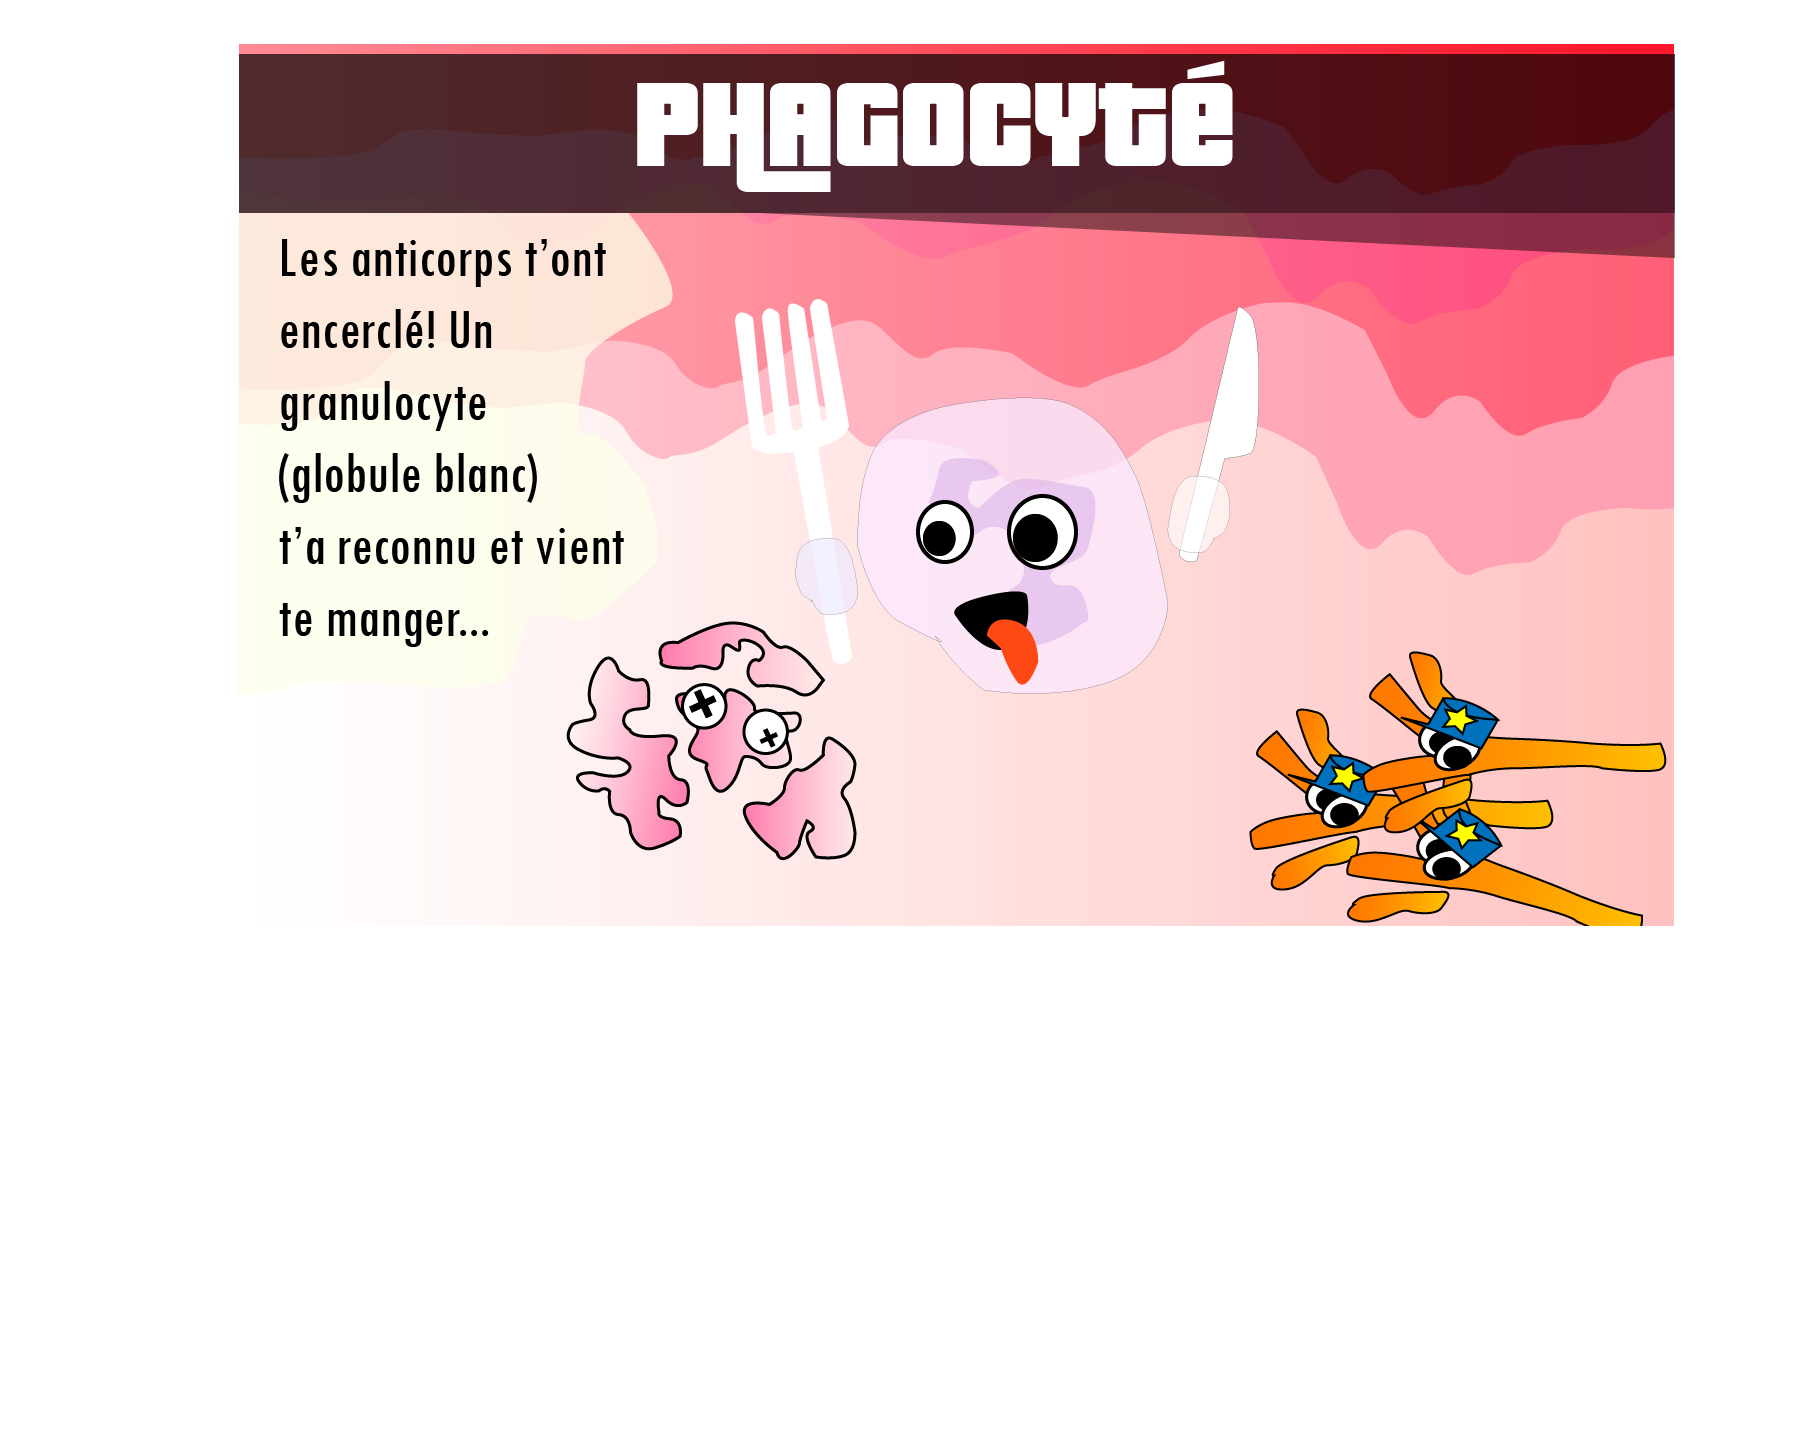 PHAGOCYTÉ
Les anticorps t’ont
encerclé! Un
granulocyte
(globule blanc)
t’a reconnu et vient
te manger...